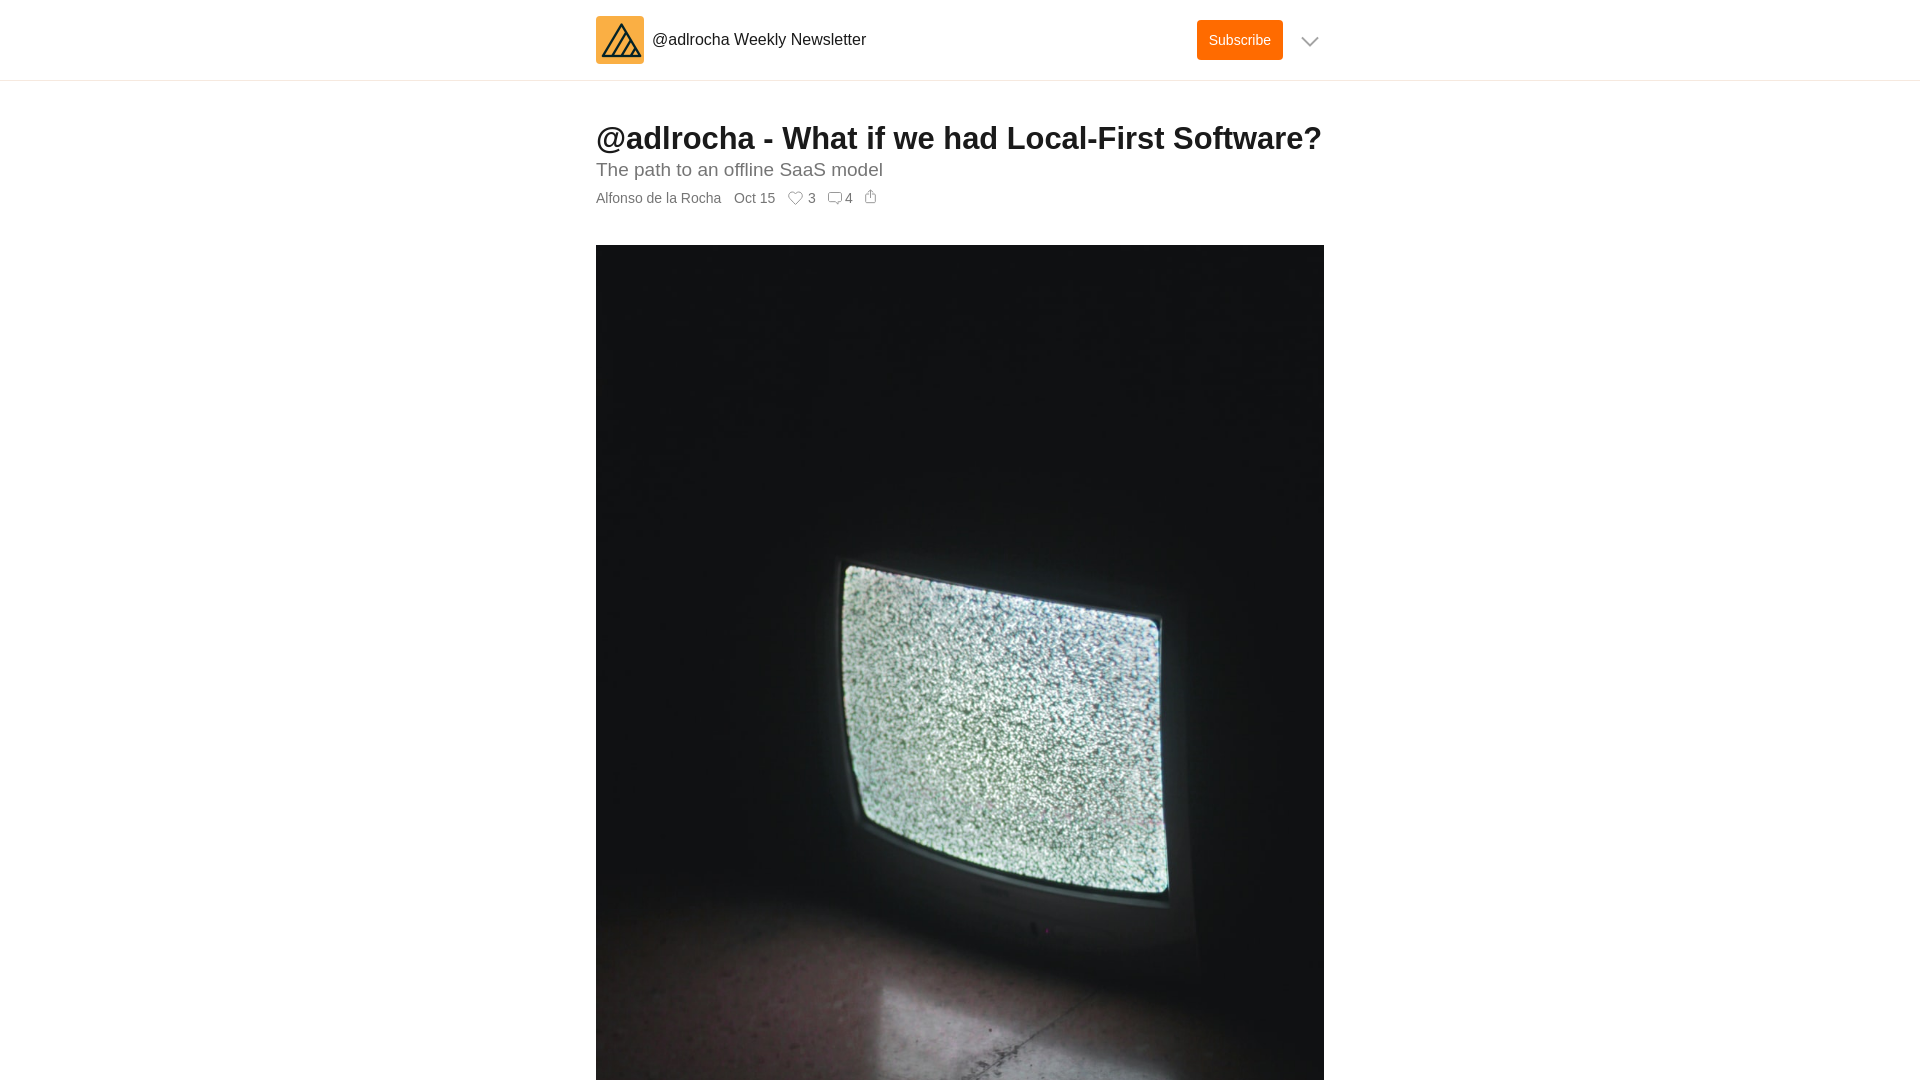 @adlrocha Weekly Newsletter
Subscribe
@adlrocha - What if we had Local-First Software?
The path to an offline SaaS model
Alfonso de la Rocha Oct 15 3 4